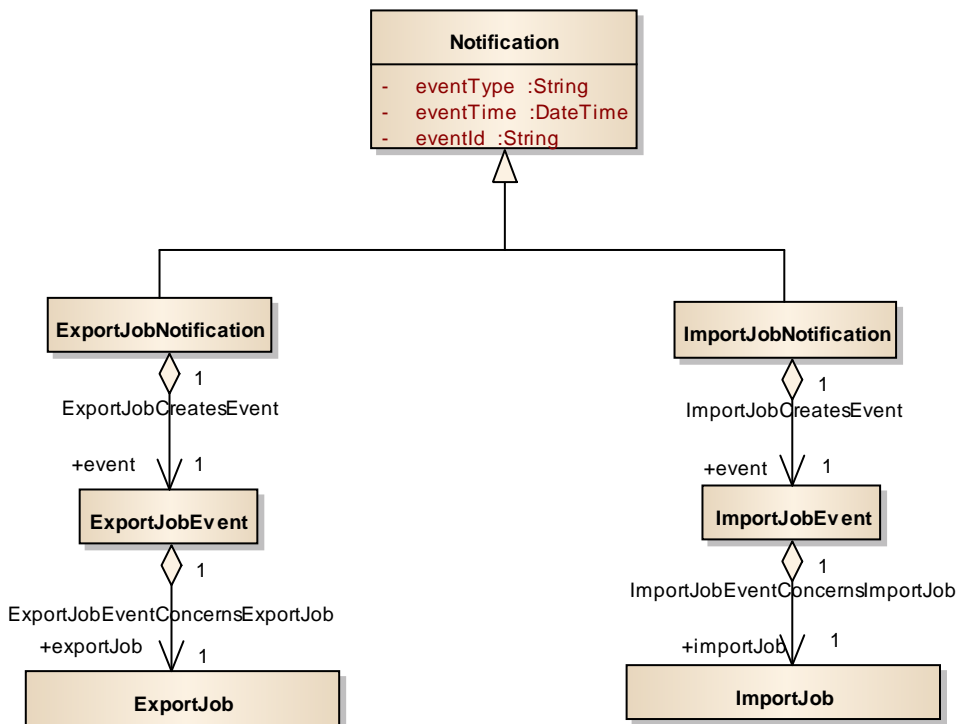 Notification
- eventType :String
- eventTime :DateTime
- eventId :String
ExportJobNotification
ImportJobNotification
1
ExportJobCreatesEvent
1
ImportJobCreatesEvent
+event 1
+event 1
ExportJobEvent
ImportJobEvent
1
ExportJobEventConcernsExportJob
1
ImportJobEventConcernsImportJob
+exportJob 1
+importJob 1
ExportJob
ImportJob